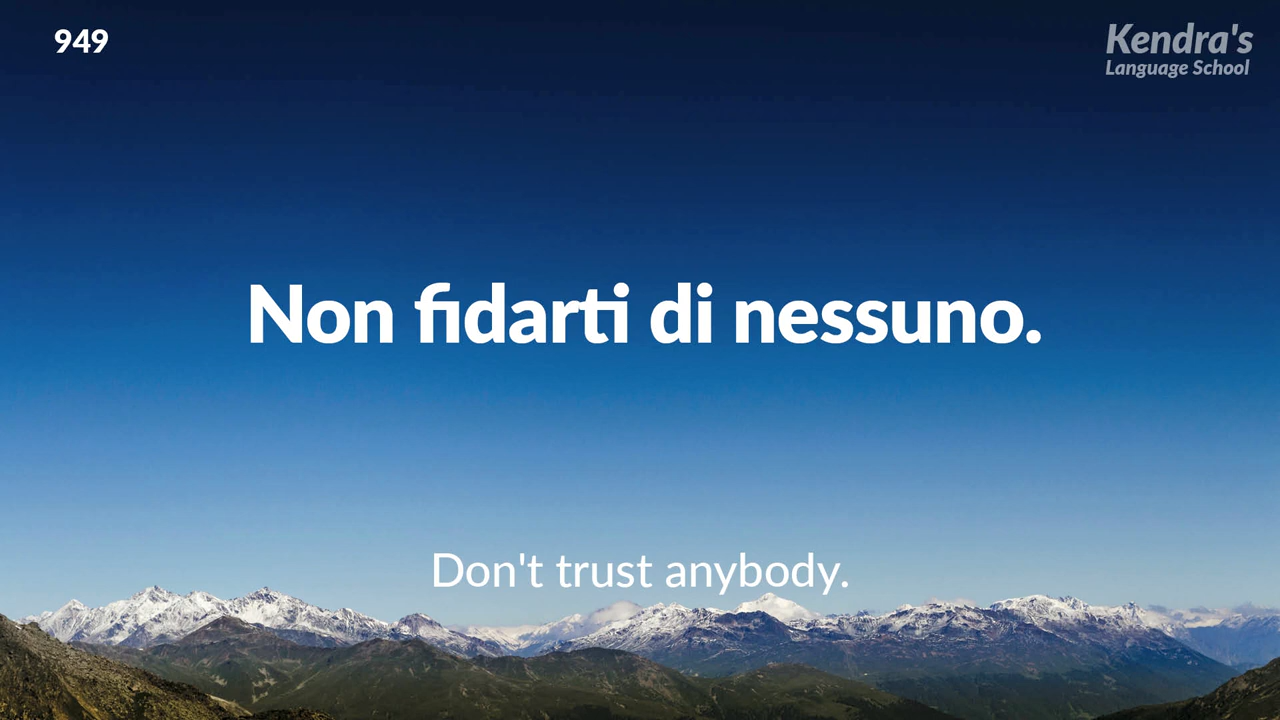 949
Kendra's
Language School
Non fidarti di nessuno.
Don't trust anybody.